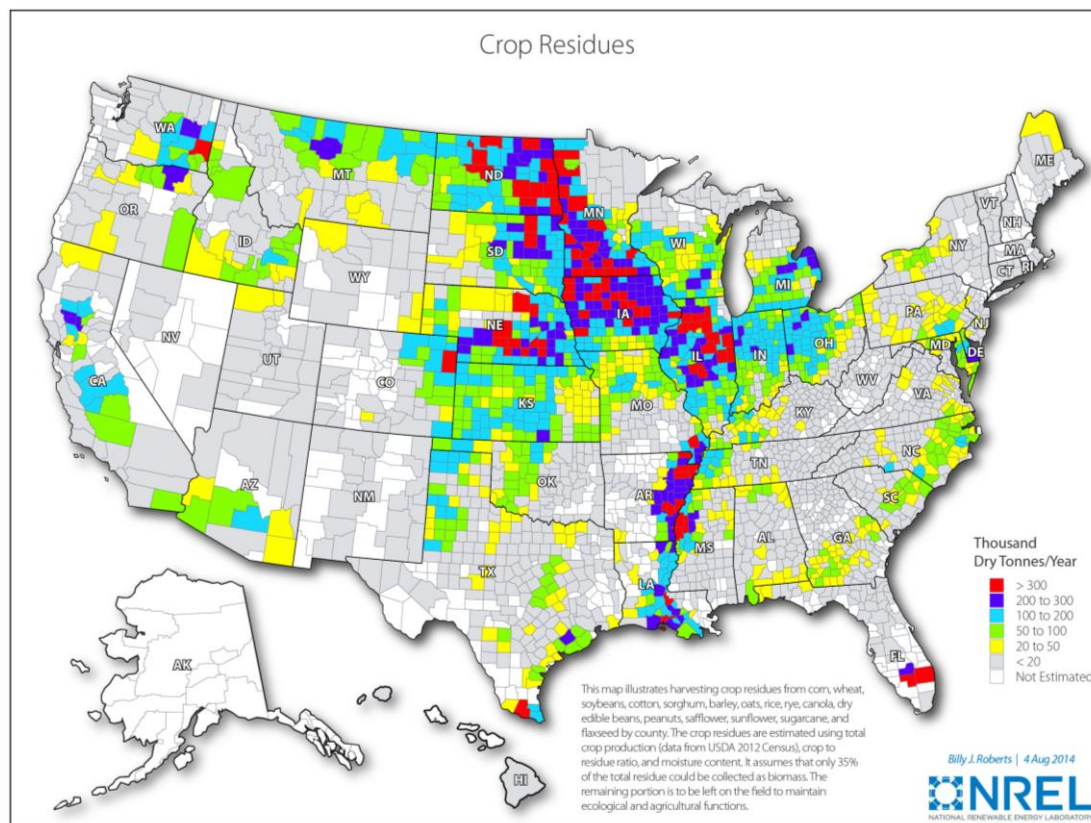 Crop Residues
WA
MT
ND
MN
ME
VT
NH
OR
ID
SD
WI
NY
MA
CT
RI
WY
MI
IA
PA
NJ
NE
NV
UT
CO
IL
IN
OH
MD
DE
CA
KS
MO
WV
VA
KY
AZ
NM
OK
AR
TN
NC
SC
TX
LA
MS
AL
GA
FL
AK
HI
Thousand
Dry Tonnes/Year
> 300
200 to 300
100 to 200
50 to 100
20 to 50
< 20
Not Estimated
This map illustrates harvesting crop residues from corn, wheat,
soybeans, cotton, sorghum, barley, oats, rice, rye, canola, dry
edible beans, peanuts, safflower, sunflower, sugarcane, and
flaxseed by county. The crop residues are estimated using total
crop production (data from USDA 2012 Census), crop to
residue ratio, and moisture content. It assumes that only 35%
of the total residue could be collected as biomass. The
remaining portion is to be left on the field to maintain
ecological and agricultural functions.
Billy J. Roberts | 4 Aug 2014
NREL
NATIONAL RENEWABLE ENERGY LABORATORY